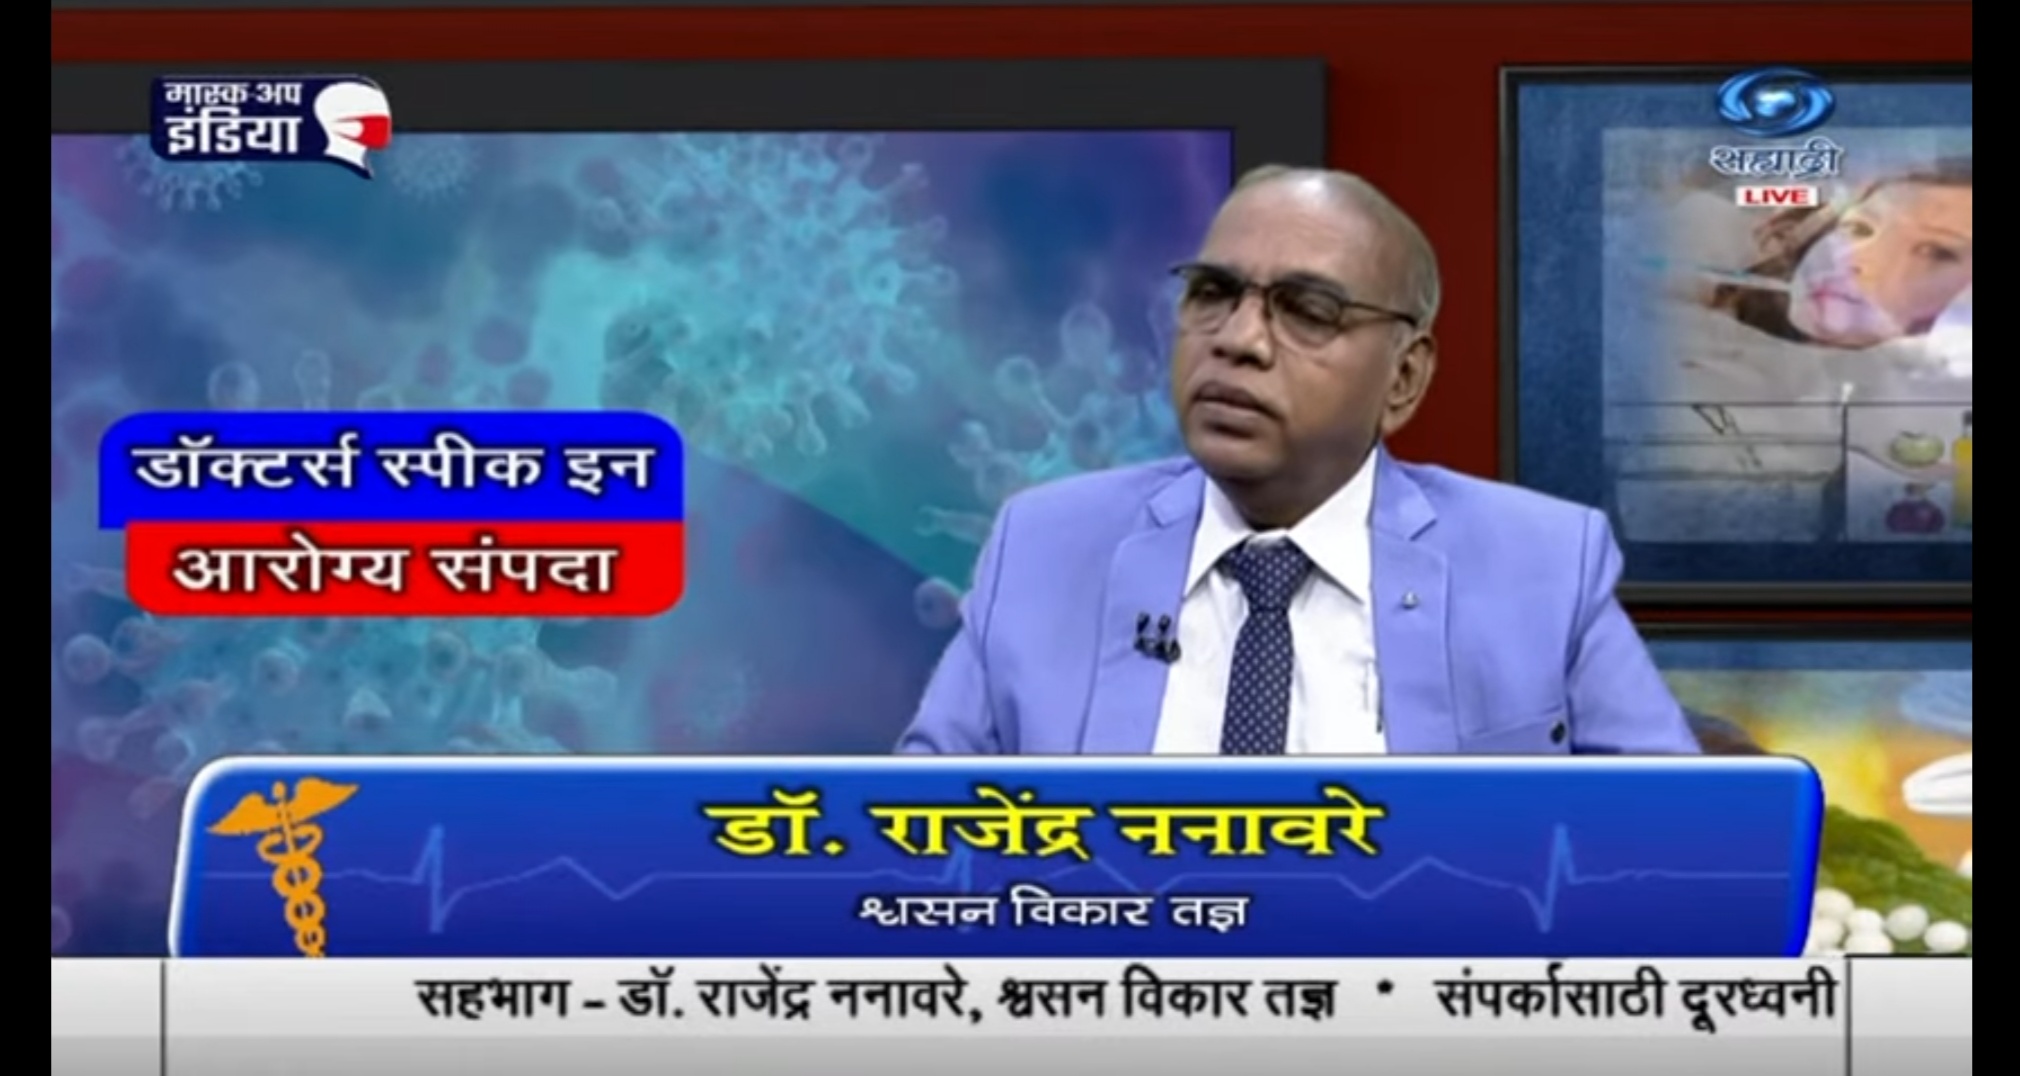 मास्क-अप
इंडिया
सह्याद्री
LIVE
डॉक्टर्स स्पीक इन
आरोग्य संपदा
डॉ. राजेंद्र ननावरे
श्वसन विकार तज्ञ
सहभाग – डॉ. राजेंद्र ननावरे, श्वसन विकार तज्ञ * संपर्कासाठी दूरध्वनी